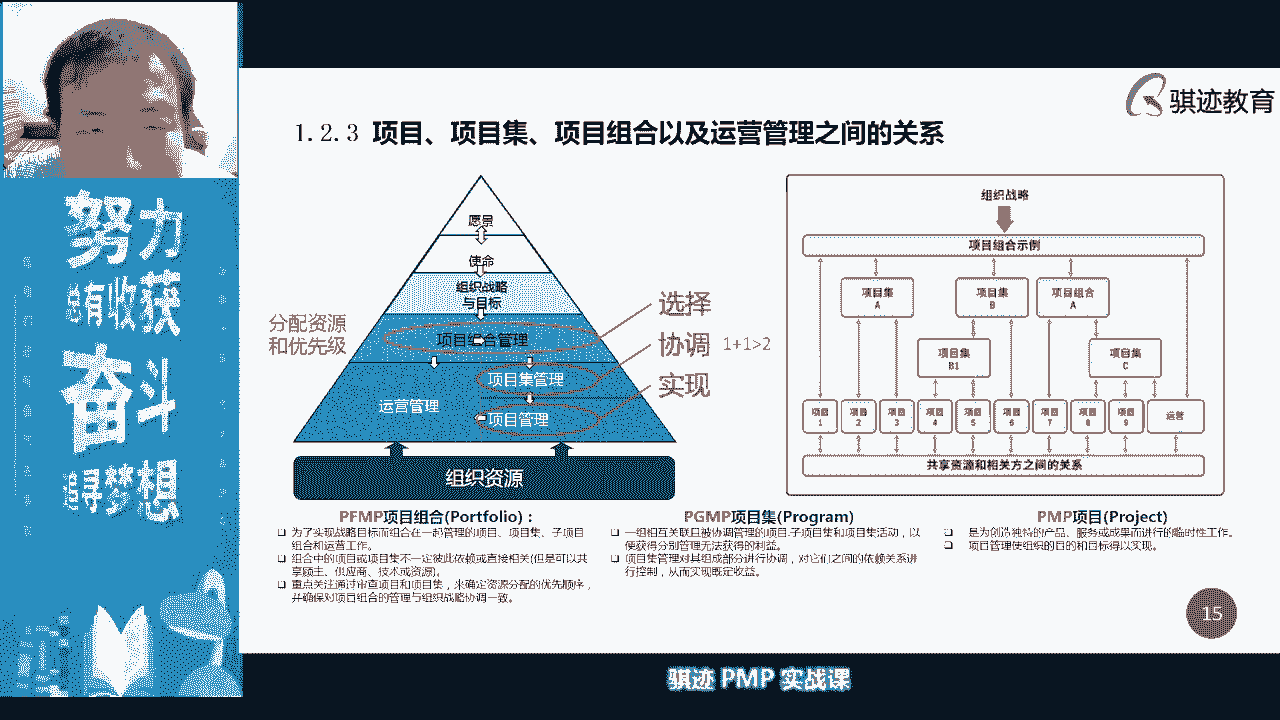 骐迹教育
1.2.3 项目、项目集、项目组合以及运营管理之间的关系
努力
总有收获
奋斗
追寻梦想
愿景
使命
组织战略
与目标
项目组合管理
项目集管理
运营管理
项目管理
组织资源
分配资源
和优先级
选择
协调 1+1>2
实现
组织战略
项目组合示例
项目集
A
项目集
B
项目组合
A
项目集
B1
项目集
C
项目
1
项目
2
项目
3
项目
4
项目
5
项目
6
项目
7
项目
8
项目
9
运营
共享资源和相关方之间的关系
PFMP项目组合(Portfolio)：
为了实现战略目标而组合在一起管理的项目、项目集、子项目
组合和运营工作。
组合中的项目或项目集不一定彼此依赖或直接相关(但是可以共
享顾主、供应商、技术或资源)。
重点关注通过审查项目和项目集，来确定资源分配的优先顺序，
并确保对项目组合的管理与组织战略协调一致。
PGMP项目集(Program)
一组相互关联且被协调管理的项目.子项目集和项目集活动，以
便获得分别管理无法获得的利益。
项目集管理对其组成部分进行协调，对它们之间的依赖关系进
行控制，从而实现既定收益。
PMP项目(Project)
是为创造独特的产品、服务或成果而进行的临时性工作。
项目管理使组织的目的和目标得以实现。
15
骐迹 PMP 实战课